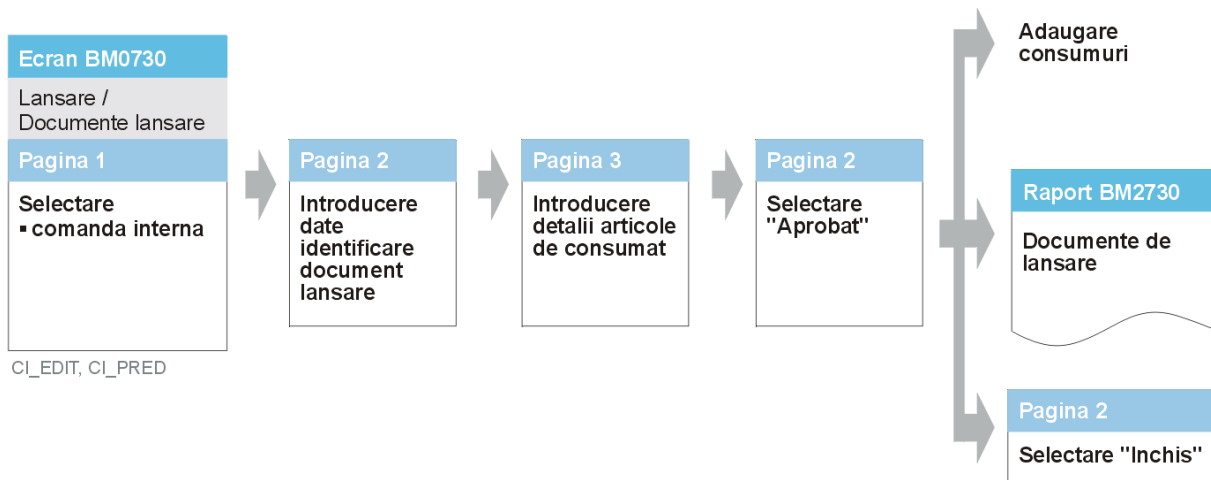 Ecran BM0730
Lansare /
Documente lansare
Pagina 1
Selectare
▪ comanda interna
CI_EDIT, CI_PRED
Pagina 2
Introducere
date
identificare
document
lansare
Pagina 3
Introducere
detalii articole
de consumat
Pagina 2
Selectare
"Aprobat"
Adaugare
consumuri
Raport BM2730
Documente de
lansare
Pagina 2
Selectare "Inchis"